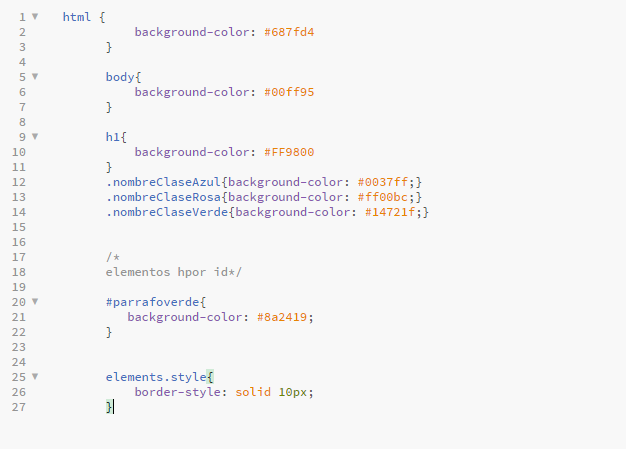 1 html {
2 background-color: #687fd4
3 }
4
5 body{
6 background-color: #00ff95
7 }
8
9 h1{
10 background-color: #FF9800
11 }
12 .nombreClaseAzul{background-color: #0037ff;}
13 .nombreClaseRosa{background-color: #ff00bc;}
14 .nombreClaseVerde{background-color: #14721f;}
15
16
17 /*
18 elementos hpor id*/
19
20 #parrafoverde{
21 background-color: #8a2419;
22 }
23
24
25 elements.style{
26 border-style: solid 10px;
27 }